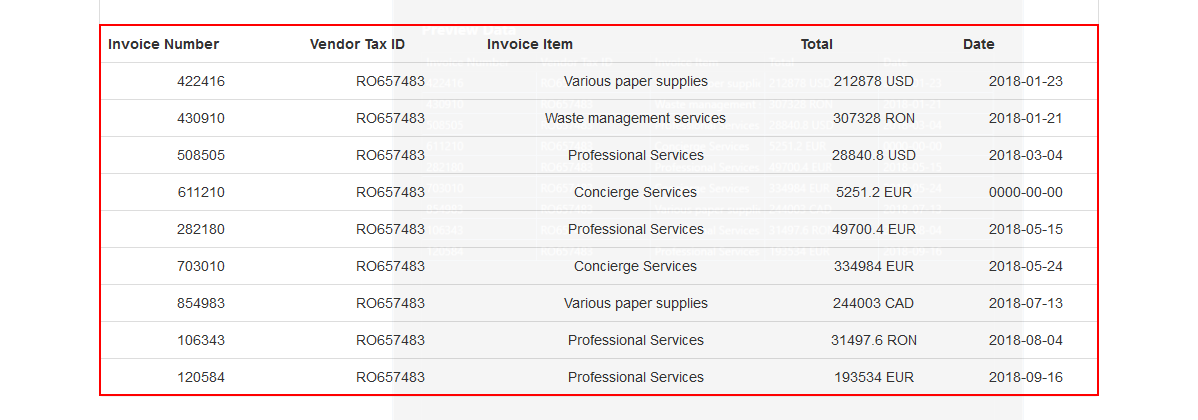 Preview Data
Invoice Number Vendor Tax ID Invoice Item Total Date
422416 RO657483 Various paper supplies 212878 USD 2018-01-23
430910 RO657483 Waste management services 307328 RON 2018-01-21
508505 RO657483 Professional Services 28840.8 USD 2018-03-04
611210 RO657483 Concierge Services 5251.2 EUR 0000-00-00
282180 RO657483 Professional Services 49700.4 EUR 2018-05-15
703010 RO657483 Concierge Services 334984 EUR 2018-05-24
854983 RO657483 Various paper supplies 244003 CAD 2018-07-13
106343 RO657483 Professional Services 31497.6 RON 2018-08-04
120584 RO657483 Professional Services 193534 EUR 2018-09-16